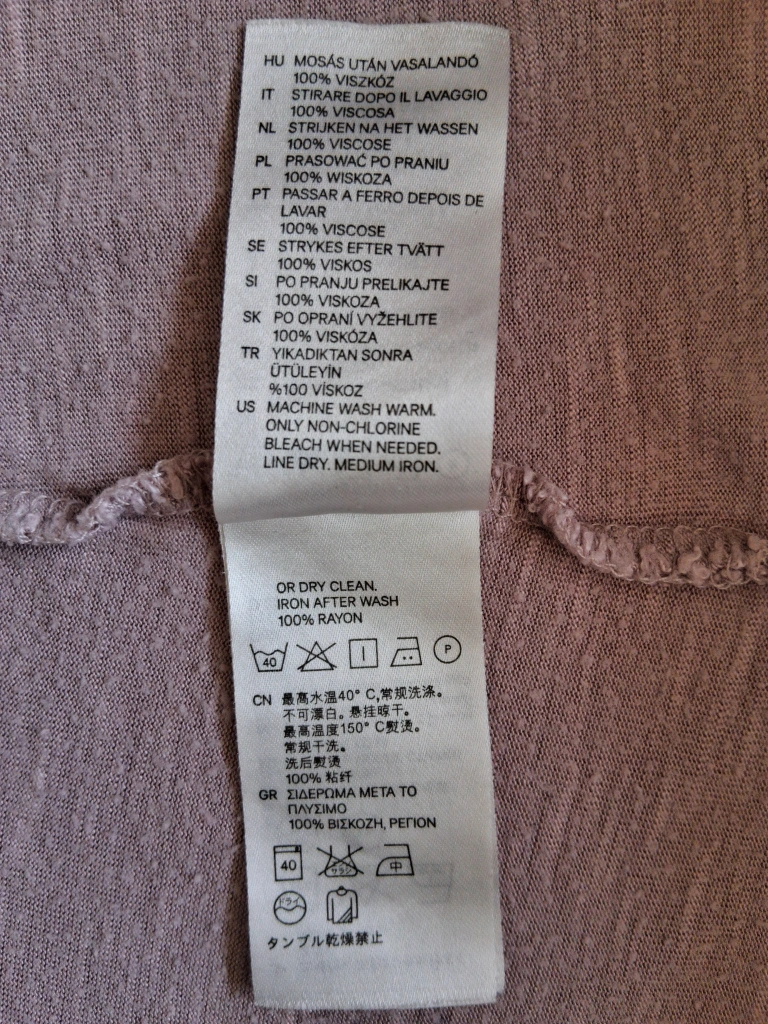 HU MOSÁS UTÁN VASALANDÓ
100% VISZKÓZ
IT STIRARE DOPO IL LAVAGGIO
100% VISCOSA
NL STRIJKEN NA HET WASSEN
100% VISCOSE
PL PRASOWAĆ PO PRANIU
100% WISKOZA
PT PASSAR A FERRO DEPOIS DE
LAVAR
100% VISCOSE
SE STRYKES EFTER TVÄTT
100% VISKOS
SI PO PRANJU PRELIKAJTE
100% VISKOZA
SK PO OPRANÍ VYŽEHLITE
100% VISKÓZA
TR YIKADIKTAN SONRA
ÜTÜLEYİN
%100 VİSKOZ
US MACHINE WASH WARM.
ONLY NON-CHLORINE
BLEACH WHEN NEEDED.
LINE DRY. MEDIUM IRON.
OR DRY CLEAN.
IRON AFTER WASH
100% RAYON
40 P
CN 最高水温40° C,常规洗涤。
不可漂白。悬挂晾干。
最高温度150° C熨烫。
常规干洗。
洗后熨烫
100% 粘纤
GR ΣΙΔΕΡΩΜΑ ΜΕΤΑ ΤΟ
ΠΛΥΣΙΜΟ
100% ΒΙΣΚΟΖΗ, ΡΕΓΙΟΝ
40 サラシ 中
ドライ
タンブル乾燥禁止